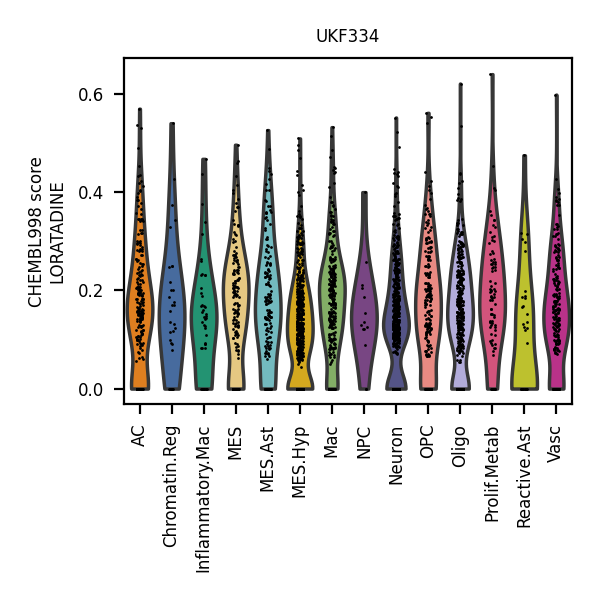 UKF334
CHEMBL998 score
LORATADINE
0.6
0.4
0.2
0.0
AC
Chromatin.Reg
Inflammatory.Mac
MES
MES.Ast
MES.Hyp
Mac
NPC
Neuron
OPC
Oligo
Prolif.Metab
Reactive.Ast
Vasc